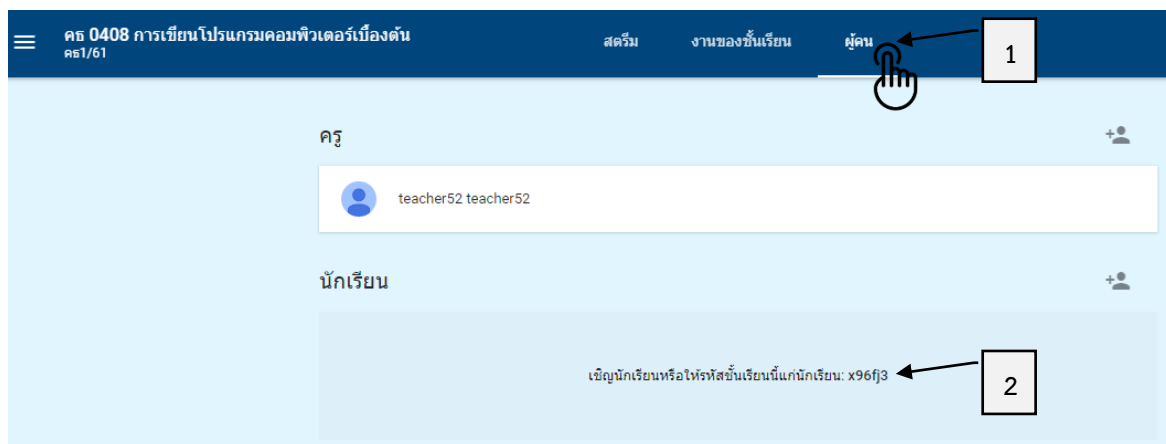 คธ 0408 การเขียนโปรแกรมคอมพิวเตอร์เบื้องต้น
คธ1/61
สตรีม งานของชั้นเรียน ผู้คน
1
ครู
teacher52 teacher52
นักเรียน
เชิญนักเรียนหรือให้รหัสชั้นเรียนนี้แก่นักเรียน: x96fj3
2